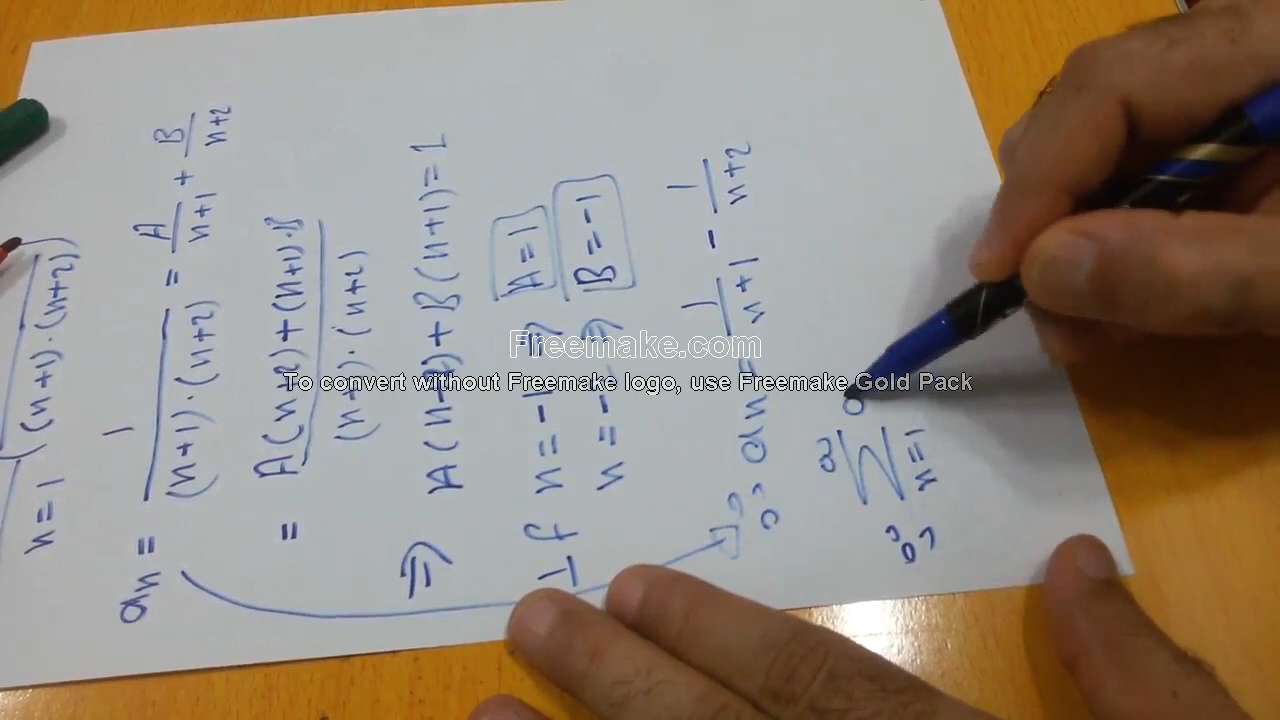 n=1 (n+1)·(n+2)
an = 1/((n+1)·(n+2)) = A/(n+1) + B/(n+2)
= (A(n+2)+(n+1)·B)/((n+1)·(n+2))
⇒ A(n+2)+B(n+1)=1
If n=-1 ⇒ A=1
n=- ⇒ B=-1
∴ an = 1/(n+1) - 1/(n+2)
∴ ∞ Σ n=1
Freemake.com
To convert without Freemake logo, use Freemake Gold Pack